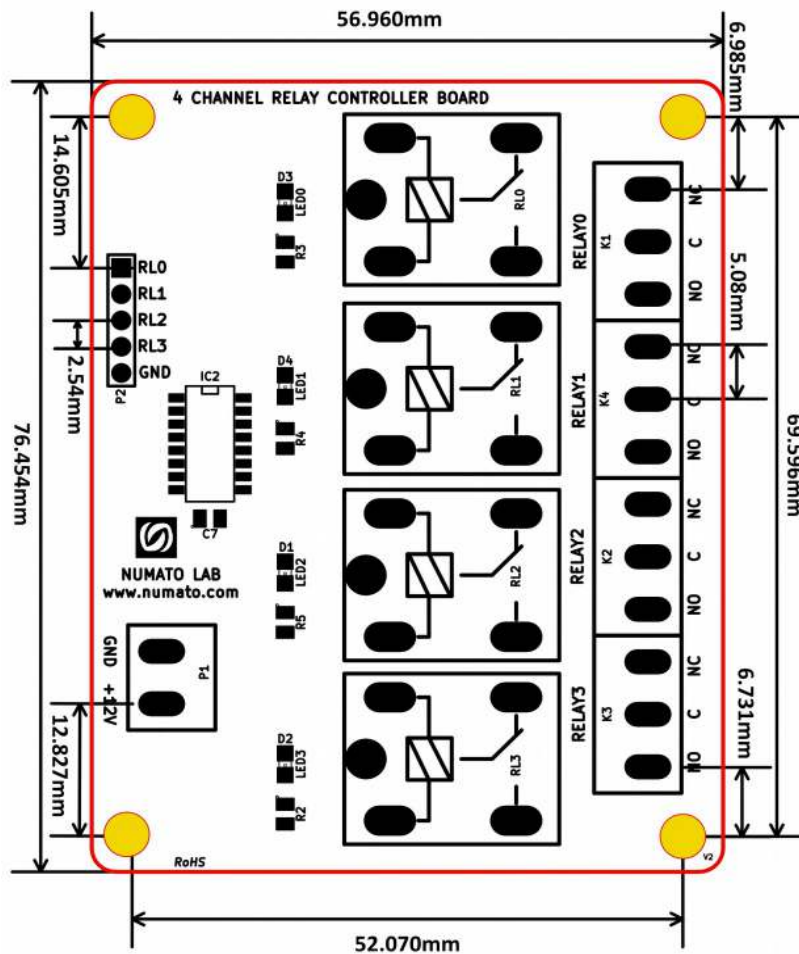 56.960mm
6.985mm
4 CHANNEL RELAY CONTROLLER BOARD
14.605mm
D3
LED0
R3
RL0
RELAY0
K1
NC
C
NO
RL0
RL1
RL2
RL3
GND
P2
2.54mm
5.08mm
IC2
D4
LED1
R4
RL1
RELAY1
K4
NC
C
NO
76.454mm
69.596mm
C7
NUMATO LAB
www.numato.com
D1
LED2
R5
RL2
RELAY2
K2
NC
C
NO
GND
+12V
P1
12.827mm
D2
LED3
R2
RL3
RELAY3
K3
NC
C
NO
6.731mm
RoHS
V2
52.070mm